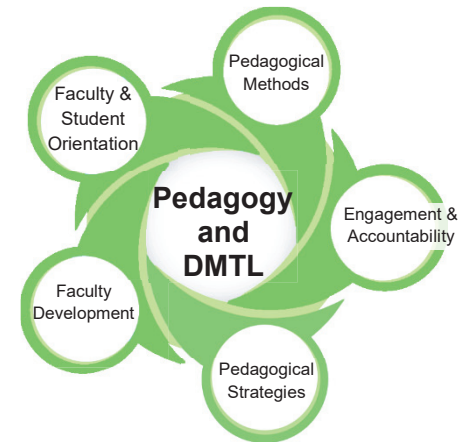 Pedagogical
Methods
Faculty &
Student
Orientation
Pedagogy
and
DMTL
Engagement &
Accountability
Faculty
Development
Pedagogical
Strategies